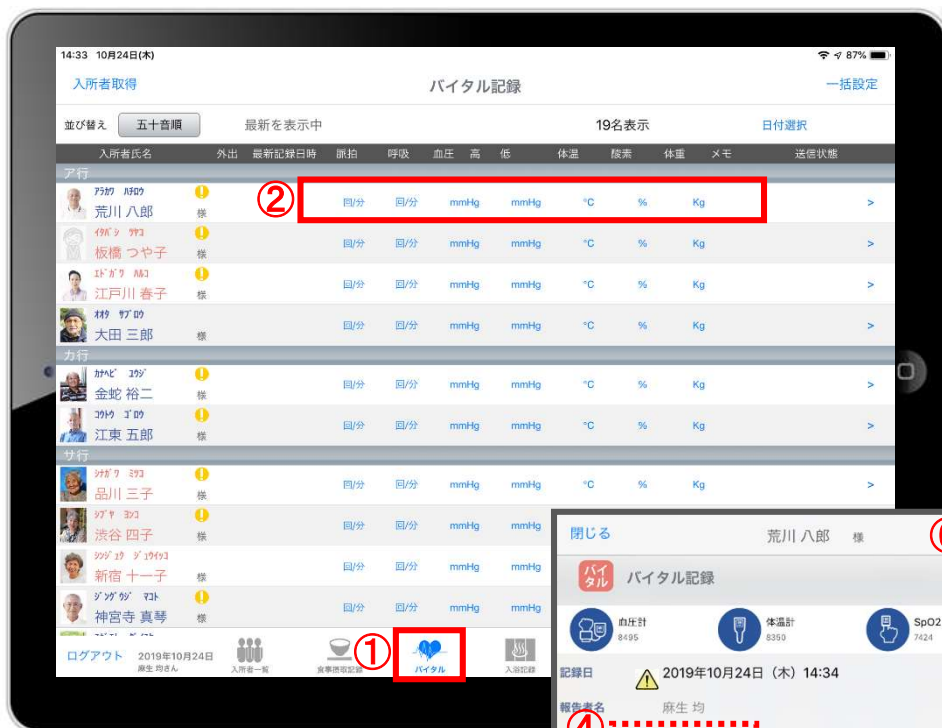 14:33 10月24日(木) 87%
入所者取得 バイタル記録 一括設定
並び替え 五十音順 最新を表示中 19名表示 日付選択
入所者氏名 外出 最新記録日時 脈拍 呼吸 血圧 高 低 体温 酸素 体重 メモ 送信状態
ア行
ｱﾗｶﾜ ﾊﾁﾛｳ
荒川 八郎 様 ② 回/分 回/分 mmHg mmHg °C % Kg >
ｲﾀﾊﾞｼ ﾂﾔｺ
板橋 つや子 様 回/分 回/分 mmHg mmHg °C % Kg >
ｴﾄﾞｶﾞﾜ ﾊﾙｺ
江戸川 春子 様 回/分 回/分 mmHg mmHg °C % Kg >
ｵｵﾀ ｻﾌﾞﾛｳ
大田 三郎 様 回/分 回/分 mmHg mmHg °C % Kg >
カ行
ｶﾅﾍﾋﾞ ﾕｳｼﾞ
金蛇 裕二 様 回/分 回/分 mmHg mmHg °C % Kg >
ｺｳﾄｳ ｺﾞﾛｳ
江東 五郎 様 回/分 回/分 mmHg mmHg °C % Kg >
サ行
ｼﾅｶﾞﾜ ﾐﾂｺ
品川 三子 様 回/分 回/分 mmHg mmHg °C % Kg >
ｼﾌﾞﾔ ﾖﾝｺ
渋谷 四子 様 回/分 回/分 mmHg mmHg
ｼﾝｼﾞｭｸ ｼﾞｭｳｲﾁｺ
新宿 十一子 様 回/分 回/分 mmHg mmHg
ｼﾞﾝｸﾞｳｼﾞ ﾏｺﾄ
神宮寺 真琴 様 回/分 回/分 mmHg mmHg
ログアウト 2019年10月24日
麻生 均さん
入所者一覧 食事摂取記録 ① バイタル 入浴記録
閉じる 荒川 八郎 様
バイタル バイタル記録
血圧計 8495 体温計 8350 SpO2 7424
記録日 2019年10月24日（木）14:34
報告者名 麻生 均
④